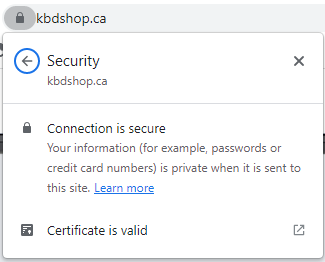 kbdshop.ca
Security
kbdshop.ca
Connection is secure
Your information (for example, passwords or
credit card numbers) is private when it is sent to
this site. Learn more
Certificate is valid